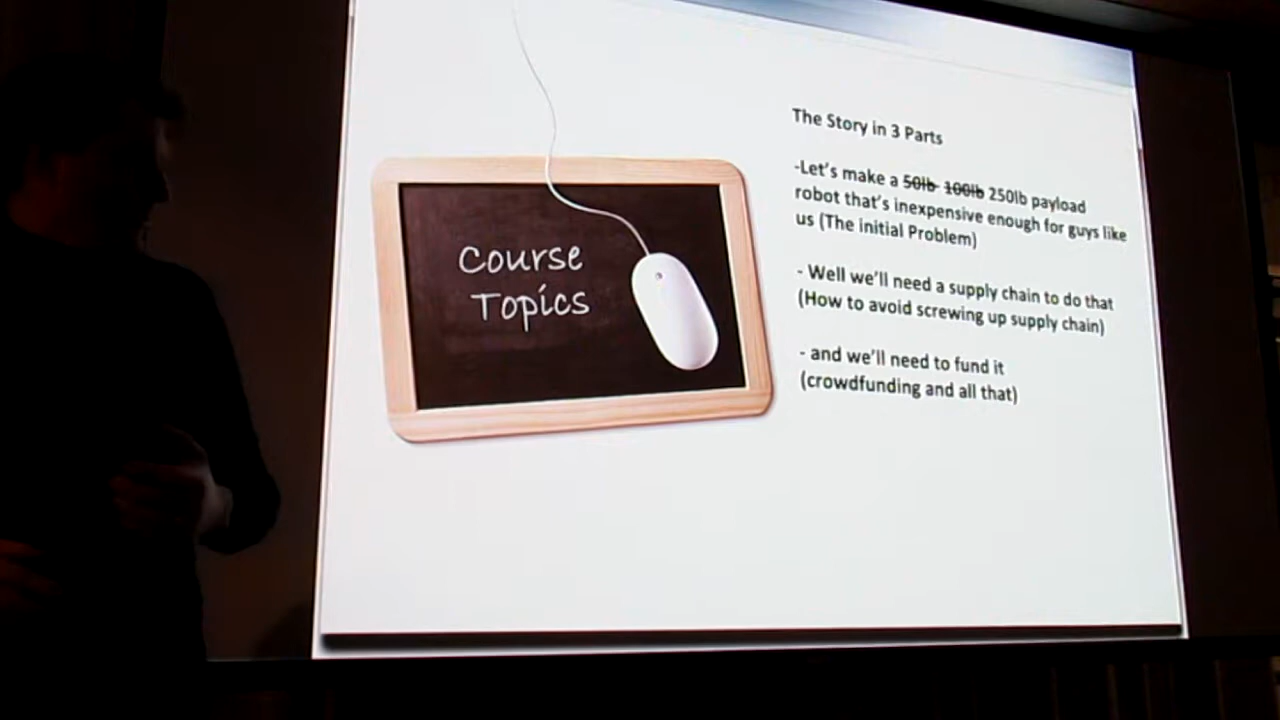 Course
Topics
The Story in 3 Parts
-Let's make a 50lb 100lb 250lb payload
robot that's inexpensive enough for guys like
us (The initial Problem)
- Well we'll need a supply chain to do that
(How to avoid screwing up supply chain)
- and we'll need to fund it
(crowdfunding and all that)